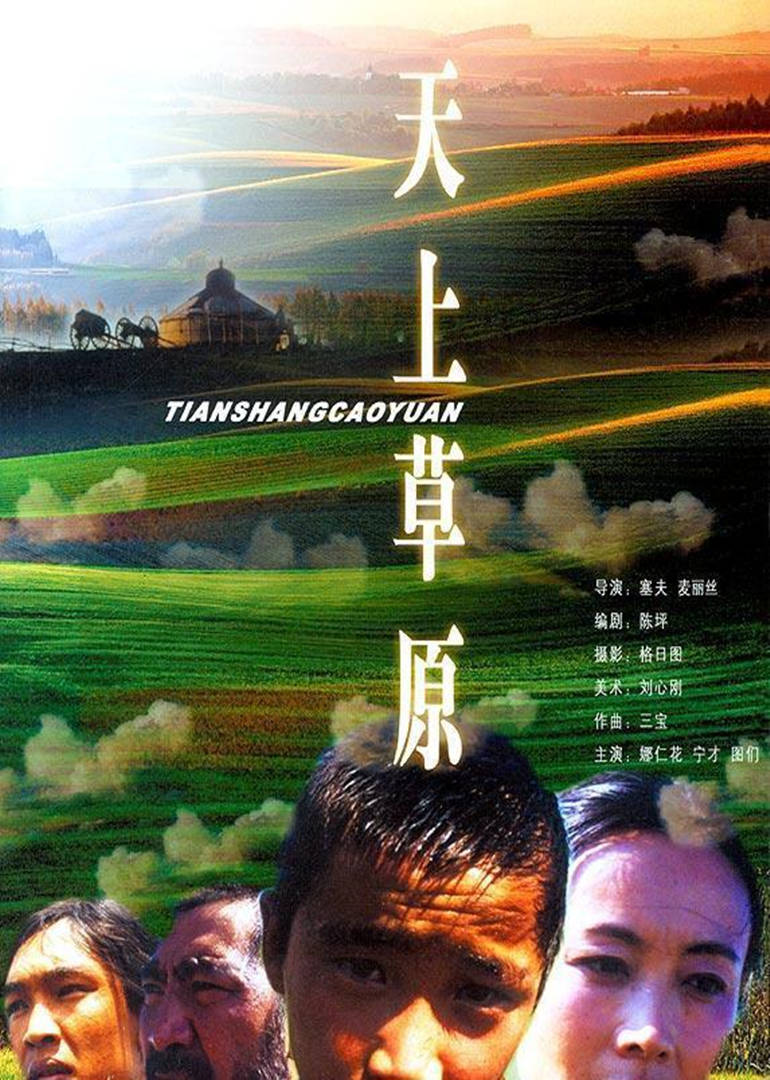 天上草原
TIANSHANGCAOYUAN
导演：塞夫 麦丽丝
编剧：陈坪
摄影：格日图
美术：刘心刚
作曲：三宝
主演：娜仁花 宁才 图们